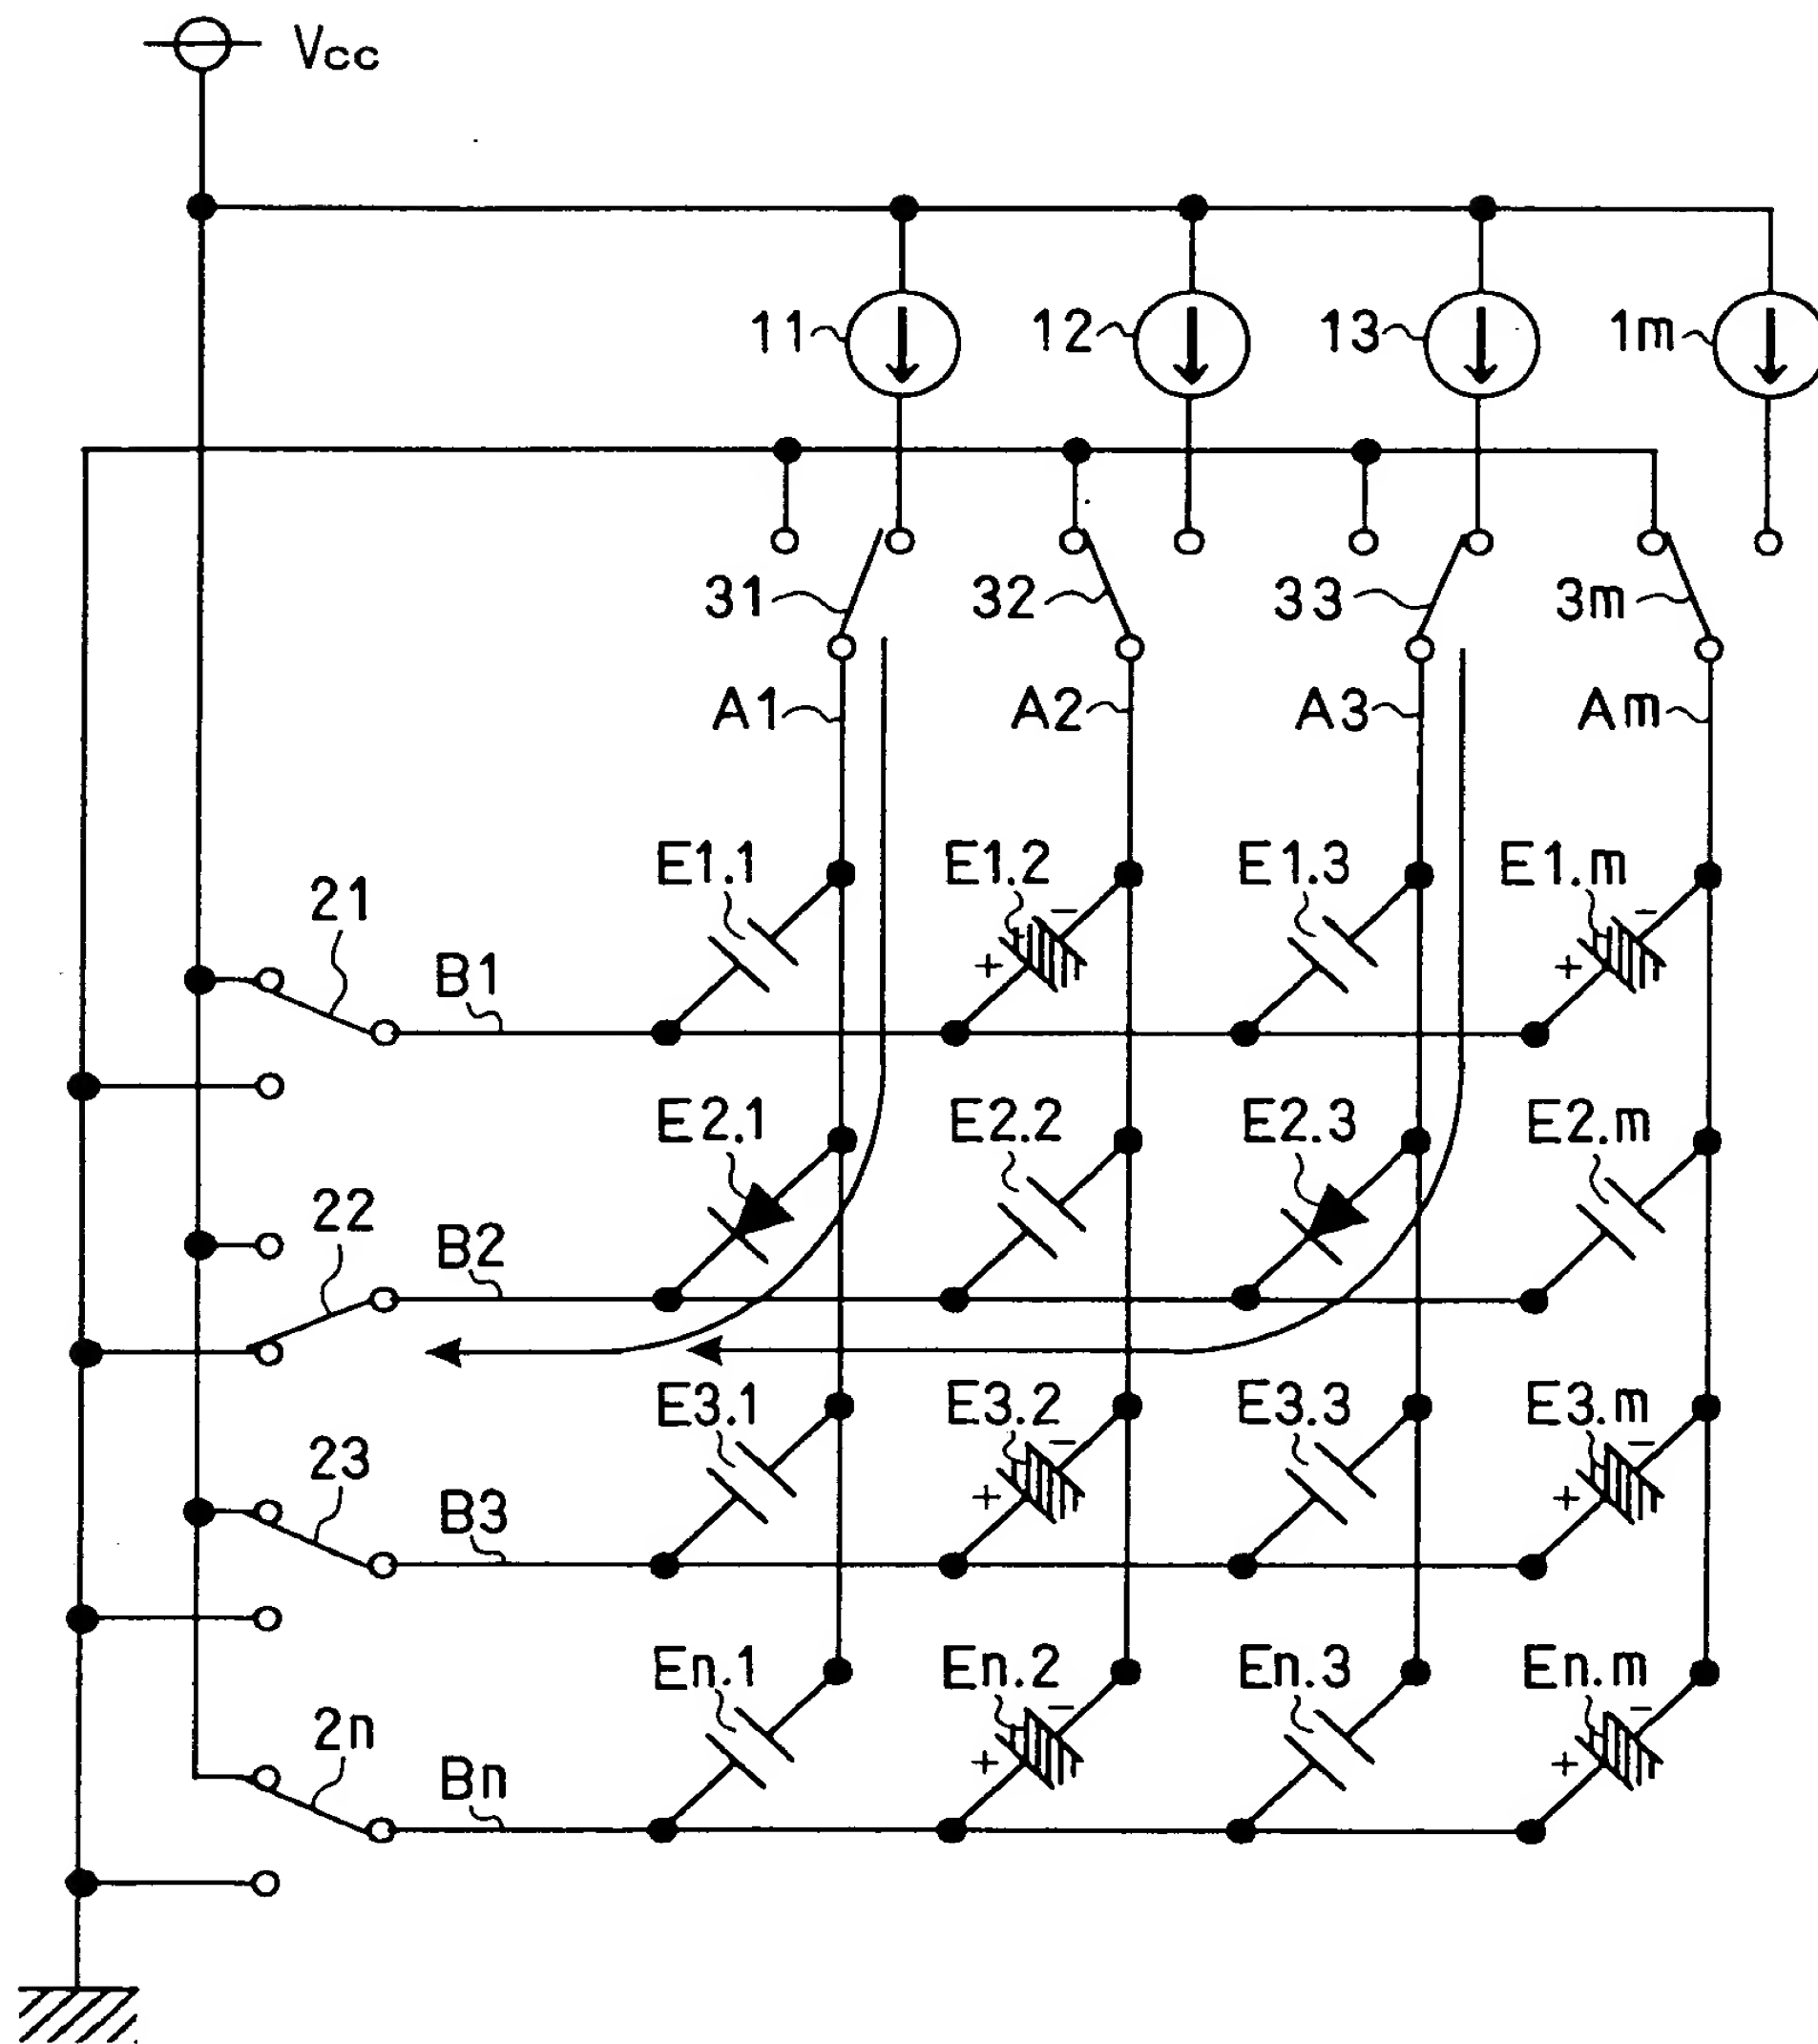 Vcc
11 12 13 1m
31 32 33 3m
A1 A2 A3 Am
E1.1 E1.2 E1.3 E1.m
21
B1
− −
+ +
E2.1 E2.2 E2.3 E2.m
22
B2
E3.1 E3.2 E3.3 E3.m
23
B3
− −
+ +
En.1 En.2 En.3 En.m
2n
Bn
− −
+ +